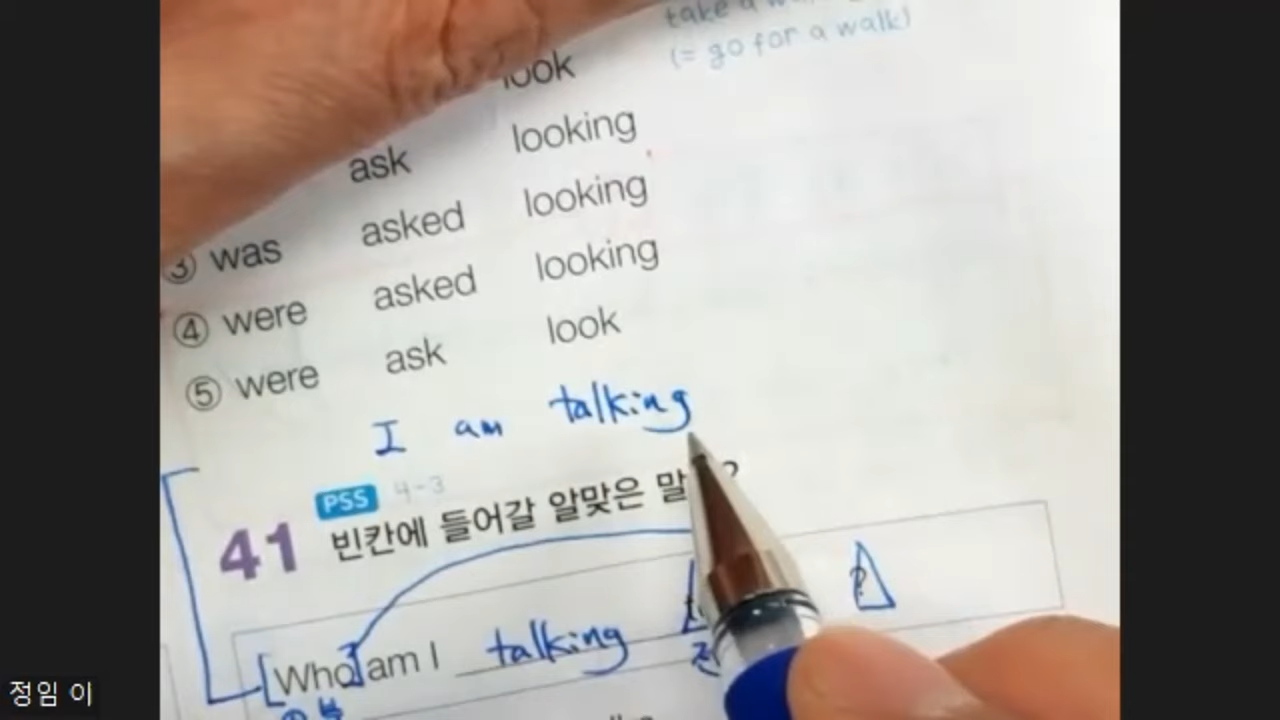 take a
(= go for a walk)
look
ask looking
③ was asked looking
④ were asked looking
⑤ were ask look
I am talking
PSS 4-3
41 빈칸에 들어갈 알맞은 말
?
Who am I talking ?
정임 이